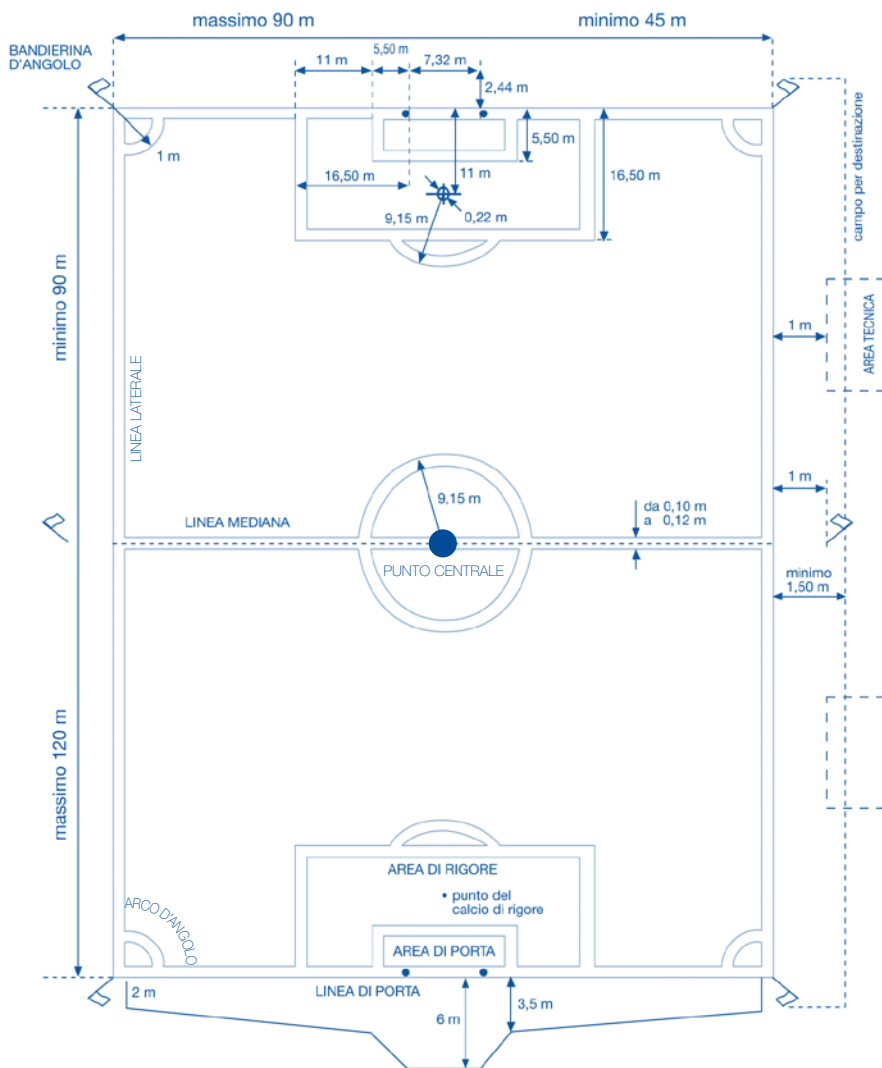 massimo 90 m
minimo 45 m
BANDIERINA
D'ANGOLO
11 m
5,50 m
7,32 m
2,44 m
1 m
5,50 m
11 m
16,50 m
16,50 m
9,15 m
0,22 m
campo per destinazione
minimo 90 m
LINEA LATERALE
1 m
AREA TECNICA
9,15 m
1 m
LINEA MEDIANA
da 0,10 m
a 0,12 m
PUNTO CENTRALE
minimo
1,50 m
massimo 120 m
AREA DI RIGORE
• punto del
calcio di rigore
ARCO D'ANGOLO
AREA DI PORTA
2 m
LINEA DI PORTA
6 m
3,5 m